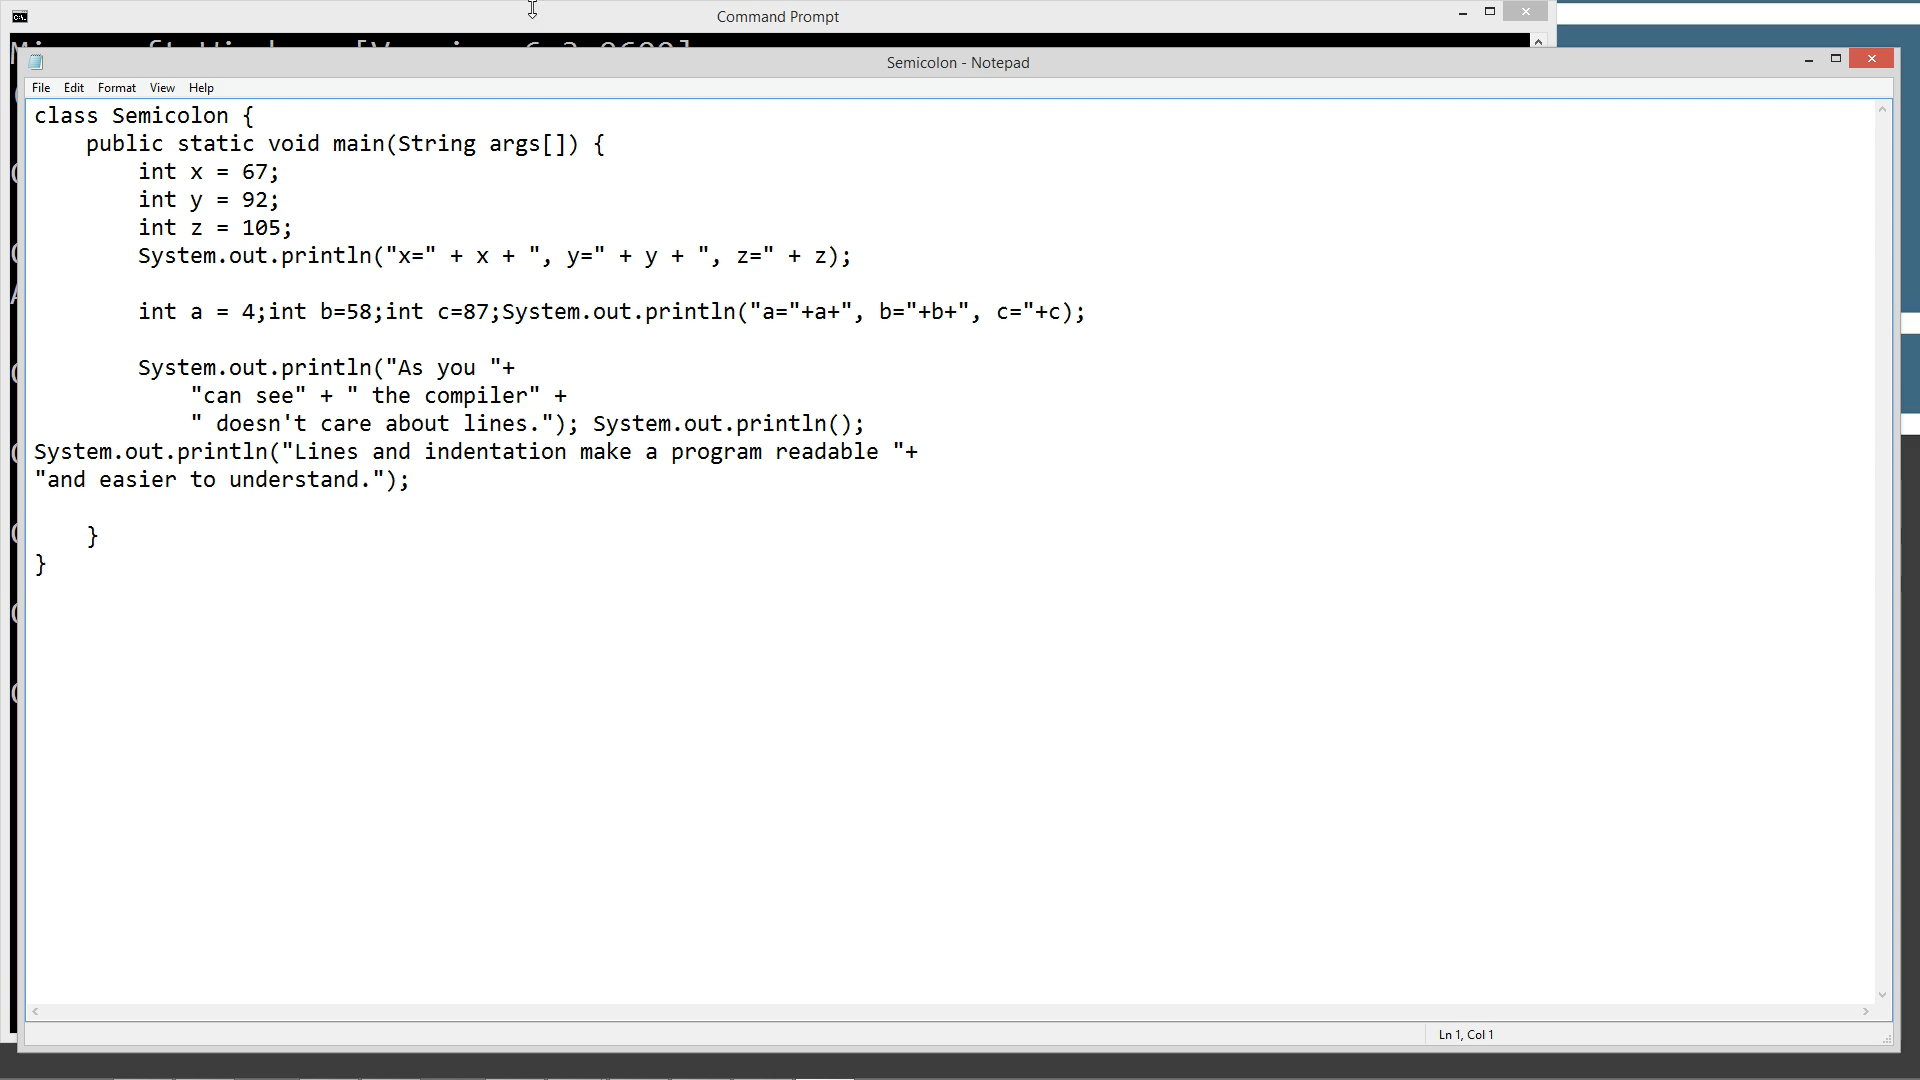 Command Prompt
Semicolon - Notepad
File Edit Format View Help
class Semicolon {
    public static void main(String args[]) {
        int x = 67;
        int y = 92;
        int z = 105;
        System.out.println("x=" + x + ", y=" + y + ", z=" + z);
        int a = 4;int b=58;int c=87;System.out.println("a="+a+", b="+b+", c="+c);
        System.out.println("As you "+
            "can see" + " the compiler" +
            " doesn't care about lines."); System.out.println();
System.out.println("Lines and indentation make a program readable "+
"and easier to understand.");
    }
}
Ln 1, Col 1